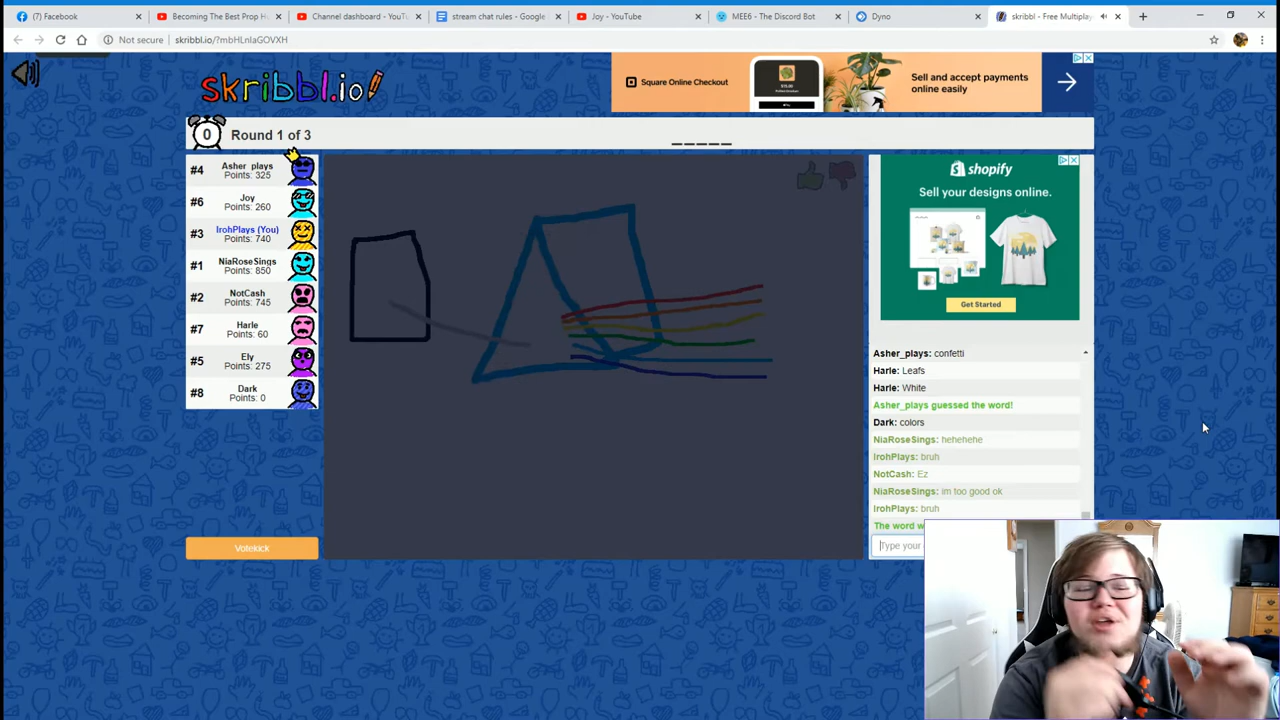 (7) Facebook
Becoming The Best Prop H
Channel dashboard - YouTu
stream chat rules - Google
Joy - YouTube
MEE6 - The Discord Bot
Dyno
skribbl - Free Multiplay
Not secure
skribbl.io/?mbHLnlaGOVXH
skribbl.io
Square Online Checkout
Sell and accept payments
online easily
0
Round 1 of 3
_ _ _ _ _
#4 Asher_plays
Points: 325
#6 Joy
Points: 260
#3 IrohPlays (You)
Points: 740
#1 NiaRoseSings
Points: 850
#2 NotCash
Points: 745
#7 Harle
Points: 60
#5 Ely
Points: 275
#8 Dark
Points: 0
Votekick
shopify
Sell your designs online.
Get Started
Asher_plays: confetti
Harle: Leafs
Harle: White
Asher_plays guessed the word!
Dark: colors
NiaRoseSings: hehehehe
IrohPlays: bruh
NotCash: Ez
NiaRoseSings: im too good ok
IrohPlays: bruh
The word w
Type your